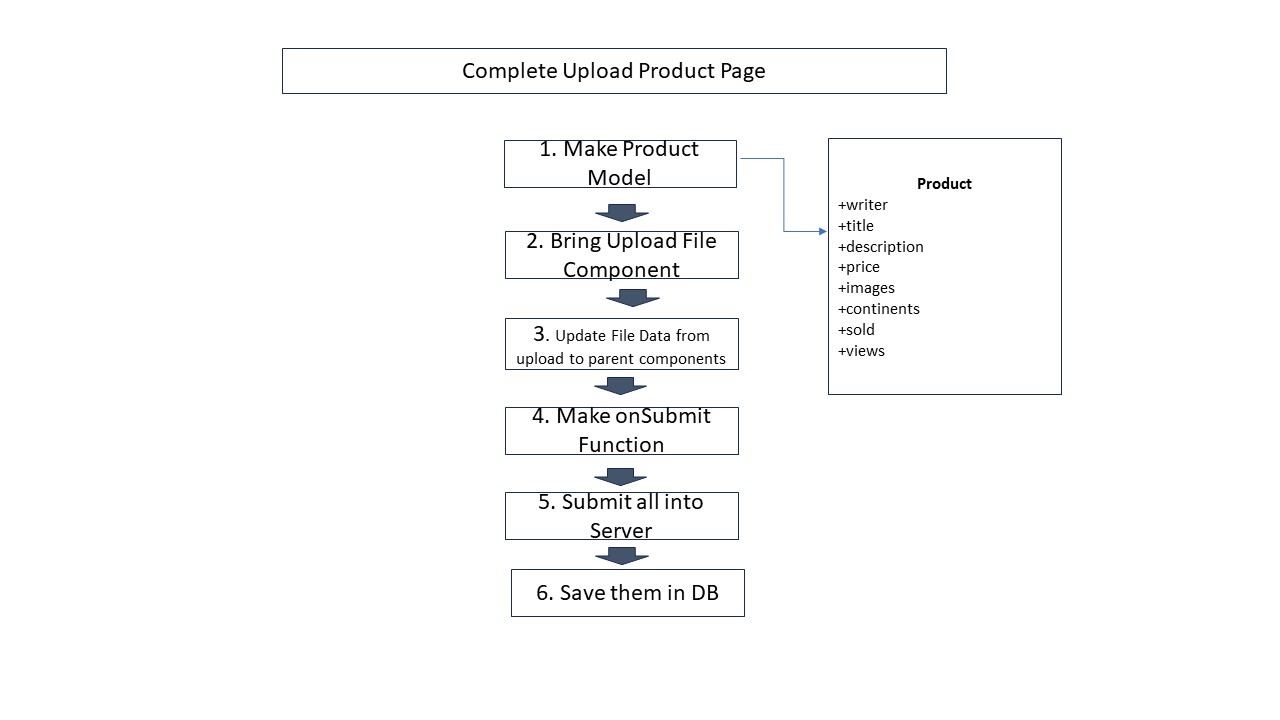 Complete Upload Product Page
1. Make Product
Model
2. Bring Upload File
Component
3. Update File Data from
upload to parent components
4. Make onSubmit
Function
5. Submit all into
Server
6. Save them in DB
Product
+writer
+title
+description
+price
+images
+continents
+sold
+views